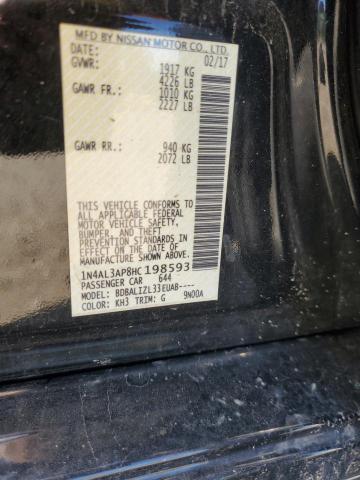 MFD BY NISSAN MOTOR CO., LTD.
DATE: 02/17
GVWR: 1917 KG
4226 LB
GAWR FR.: 1010 KG
2227 LB
GAWR RR.: 940 KG
2072 LB
THIS VEHICLE CONFORMS TO
ALL APPLICABLE FEDERAL
MOTOR VEHICLE SAFETY,
BUMPER, AND THEFT
PREVENTION STANDARDS IN
EFFECT ON THE DATE OF
MANUFACTURE SHOWN ABOVE.
1N4AL3AP8HC198593
PASSENGER CAR 644
MODEL: BDBALIZL33EUAB----
COLOR: KH3 TRIM: G 9N00A